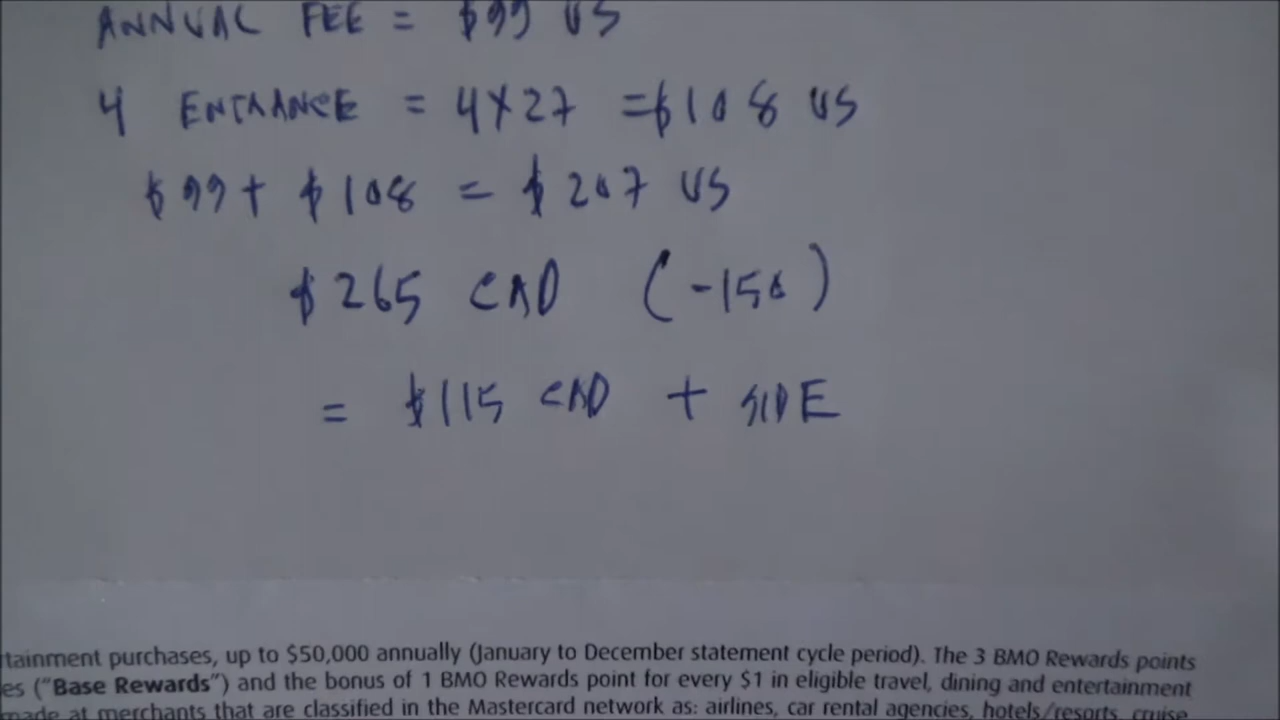 ANNUAL FEE = $99 US
4 ENTRANCE = 4X27 =$108 US
$99+ $108 = $207 US
$265 CAD (-150)
= $115 CAD + SIDE
rtainment purchases, up to $50,000 annually (January to December statement cycle period). The 3 BMO Rewards points
es ("Base Rewards") and the bonus of 1 BMO Rewards point for every $1 in eligible travel, dining and entertainment
made at merchants that are classified in the Mastercard network as: airlines, car rental agencies, hotels/resorts, cruise